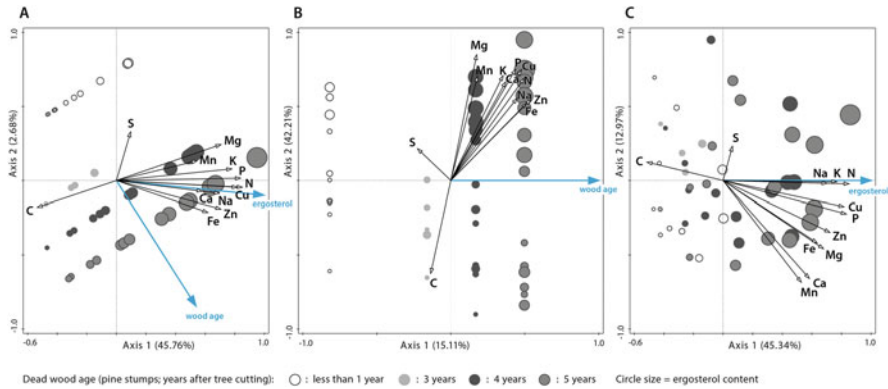 A
1.0
Axis 2 (2.68%)
-1.0
S
Mg
Mn
K
P
N
Cu
Ca
Na
Zn
Fe
C
ergosterol
wood age
-0.6
Axis 1 (45.76%)
1.0
B
1.0
Axis 2 (42.21%)
-1.0
Mg
Mn
K
P
Cu
Ca
N
Na
Zn
Fe
S
C
wood age
-1.0
Axis 1 (15.11%)
1.0
C
1.0
Axis 2 (12.97%)
-1.0
S
C
Na K N
ergosterol
Cu
P
Zn
Fe
Mg
Ca
Mn
-0.6
Axis 1 (45.34%)
1.0
Dead wood age (pine stumps; years after tree cutting): : less than 1 year : 3 years : 4 years : 5 years Circle size = ergosterol content